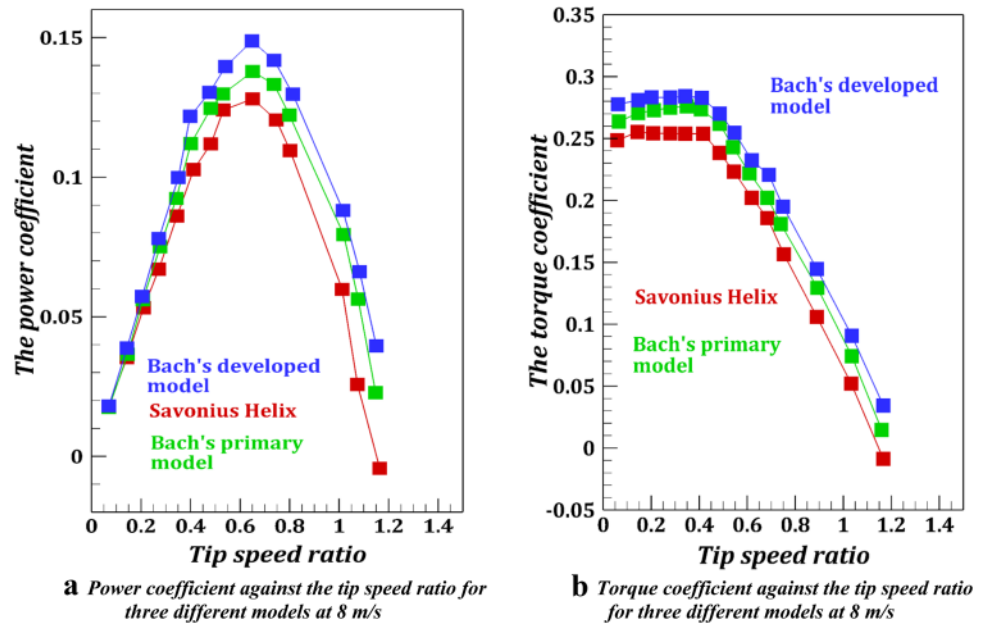 The power coefficient
0.15
0.1
0.05
0
0
0.2
0.4
0.6
0.8
1
1.2
1.4
Bach's developed
model
Savonius Helix
Bach's primary
model
Tip speed ratio
a Power coefficient against the tip speed ratio for
three different models at 8 m/s
The torque coefficient
0.35
0.3
0.25
0.2
0.15
0.1
0.05
0
-0.05
0
0.2
0.4
0.6
0.8
1
1.2
1.4
Bach's developed
model
Savonius Helix
Bach's primary
model
Tip speed ratio
b Torque coefficient against the tip speed ratio
for three different models at 8 m/s